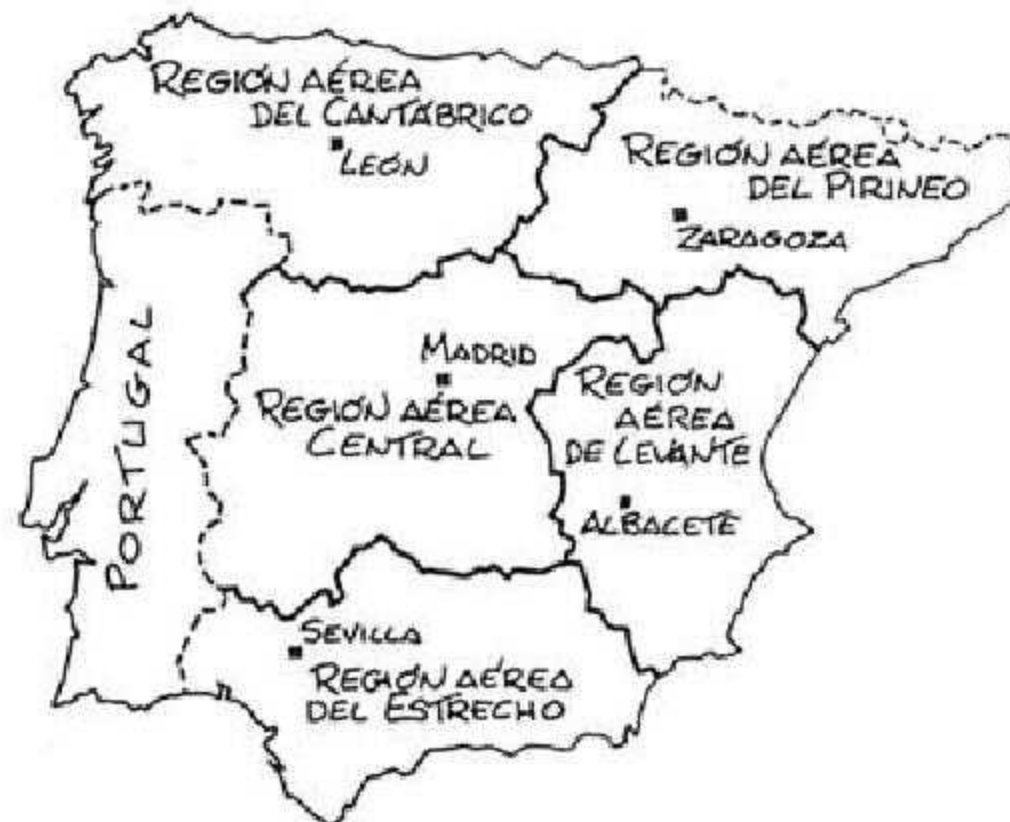 REGIÓN AÉREA
DEL CANTÁBRICO
LEÓN
REGIÓN AÉREA
DEL PIRINEO
ZARAGOZA
MADRID
REGIÓN AÉREA
CENTRAL
REGIÓN
AÉREA
DE LEVANTE
ALBACETE
PORTUGAL
SEVILLA
REGIÓN AÉREA
DEL ESTRECHO